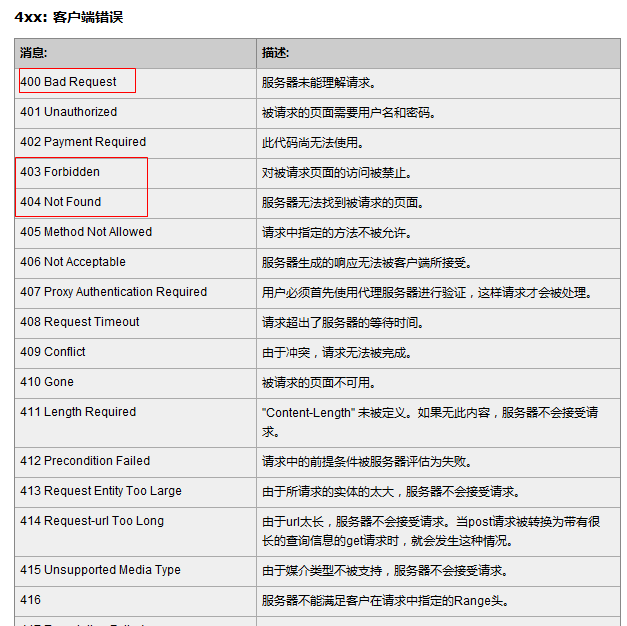 4xx: 客户端错误
消息: 描述:
400 Bad Request 服务器未能理解请求。
401 Unauthorized 被请求的页面需要用户名和密码。
402 Payment Required 此代码尚无法使用。
403 Forbidden 对被请求页面的访问被禁止。
404 Not Found 服务器无法找到被请求的页面。
405 Method Not Allowed 请求中指定的方法不被允许。
406 Not Acceptable 服务器生成的响应无法被客户端所接受。
407 Proxy Authentication Required 用户必须首先使用代理服务器进行验证，这样请求才会被处理。
408 Request Timeout 请求超出了服务器的等待时间。
409 Conflict 由于冲突，请求无法被完成。
410 Gone 被请求的页面不可用。
411 Length Required "Content-Length" 未被定义。如果无此内容，服务器不会接受请
求。
412 Precondition Failed 请求中的前提条件被服务器评估为失败。
413 Request Entity Too Large 由于所请求的实体的太大，服务器不会接受请求。
414 Request-url Too Long 由于url太长，服务器不会接受请求。当post请求被转换为带有很
长的查询信息的get请求时，就会发生这种情况。
415 Unsupported Media Type 由于媒介类型不被支持，服务器不会接受请求。
416 服务器不能满足客户在请求中指定的Range头。